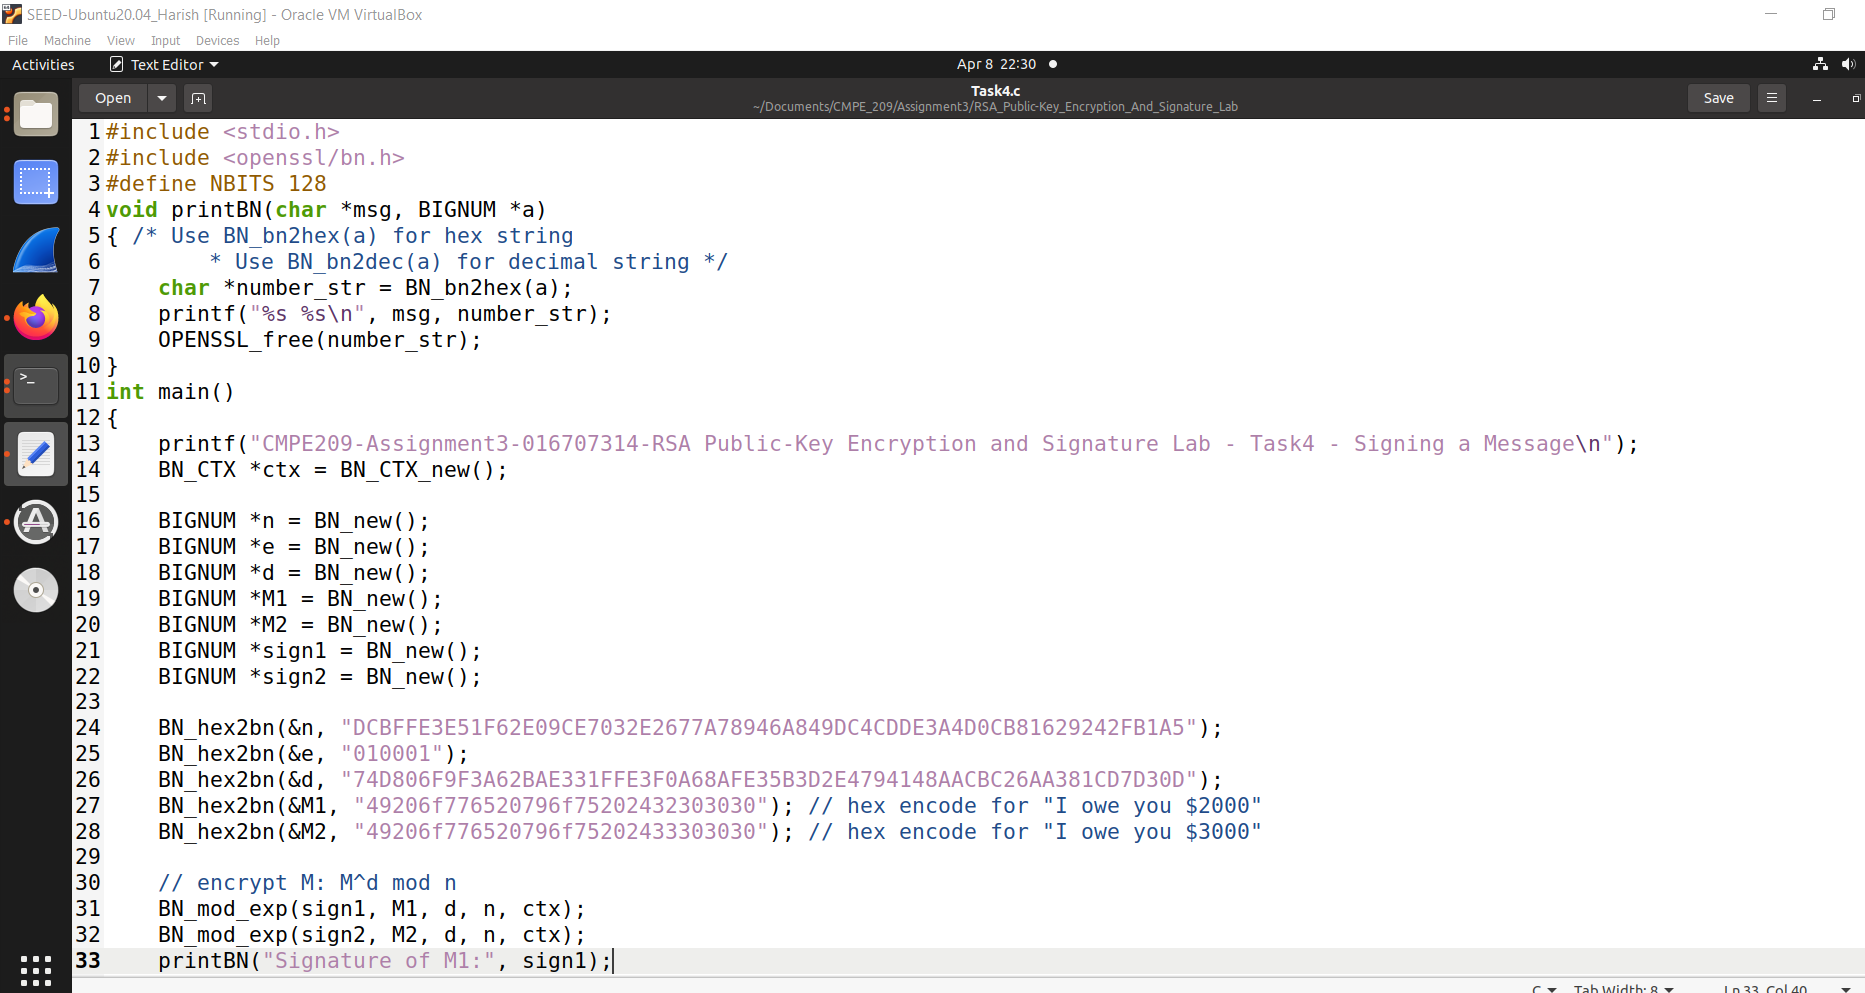 SEED-Ubuntu20.04_Harish [Running] - Oracle VM VirtualBox
File Machine View Input Devices Help
Activities Text Editor Apr 8 22:30
Open Task4.c Save
~/Documents/CMPE_209/Assignment3/RSA_Public-Key_Encryption_And_Signature_Lab
1 #include <stdio.h>
2 #include <openssl/bn.h>
3 #define NBITS 128
4 void printBN(char *msg, BIGNUM *a)
5 { /* Use BN_bn2hex(a) for hex string
6 * Use BN_bn2dec(a) for decimal string */
7 char *number_str = BN_bn2hex(a);
8 printf("%s %s\n", msg, number_str);
9 OPENSSL_free(number_str);
10 }
11 int main()
12 {
13 printf("CMPE209-Assignment3-016707314-RSA Public-Key Encryption and Signature Lab - Task4 - Signing a Message\n");
14 BN_CTX *ctx = BN_CTX_new();
15
16 BIGNUM *n = BN_new();
17 BIGNUM *e = BN_new();
18 BIGNUM *d = BN_new();
19 BIGNUM *M1 = BN_new();
20 BIGNUM *M2 = BN_new();
21 BIGNUM *sign1 = BN_new();
22 BIGNUM *sign2 = BN_new();
23
24 BN_hex2bn(&n, "DCBFFE3E51F62E09CE7032E2677A78946A849DC4CDDE3A4D0CB81629242FB1A5");
25 BN_hex2bn(&e, "010001");
26 BN_hex2bn(&d, "74D806F9F3A62BAE331FFE3F0A68AFE35B3D2E4794148AACBC26AA381CD7D30D");
27 BN_hex2bn(&M1, "49206f776520796f75202432303030"); // hex encode for "I owe you $2000"
28 BN_hex2bn(&M2, "49206f776520796f75202433303030"); // hex encode for "I owe you $3000"
29
30 // encrypt M: M^d mod n
31 BN_mod_exp(sign1, M1, d, n, ctx);
32 BN_mod_exp(sign2, M2, d, n, ctx);
33 printBN("Signature of M1:", sign1);
C Tab Width: 8 Ln 33, Col 40